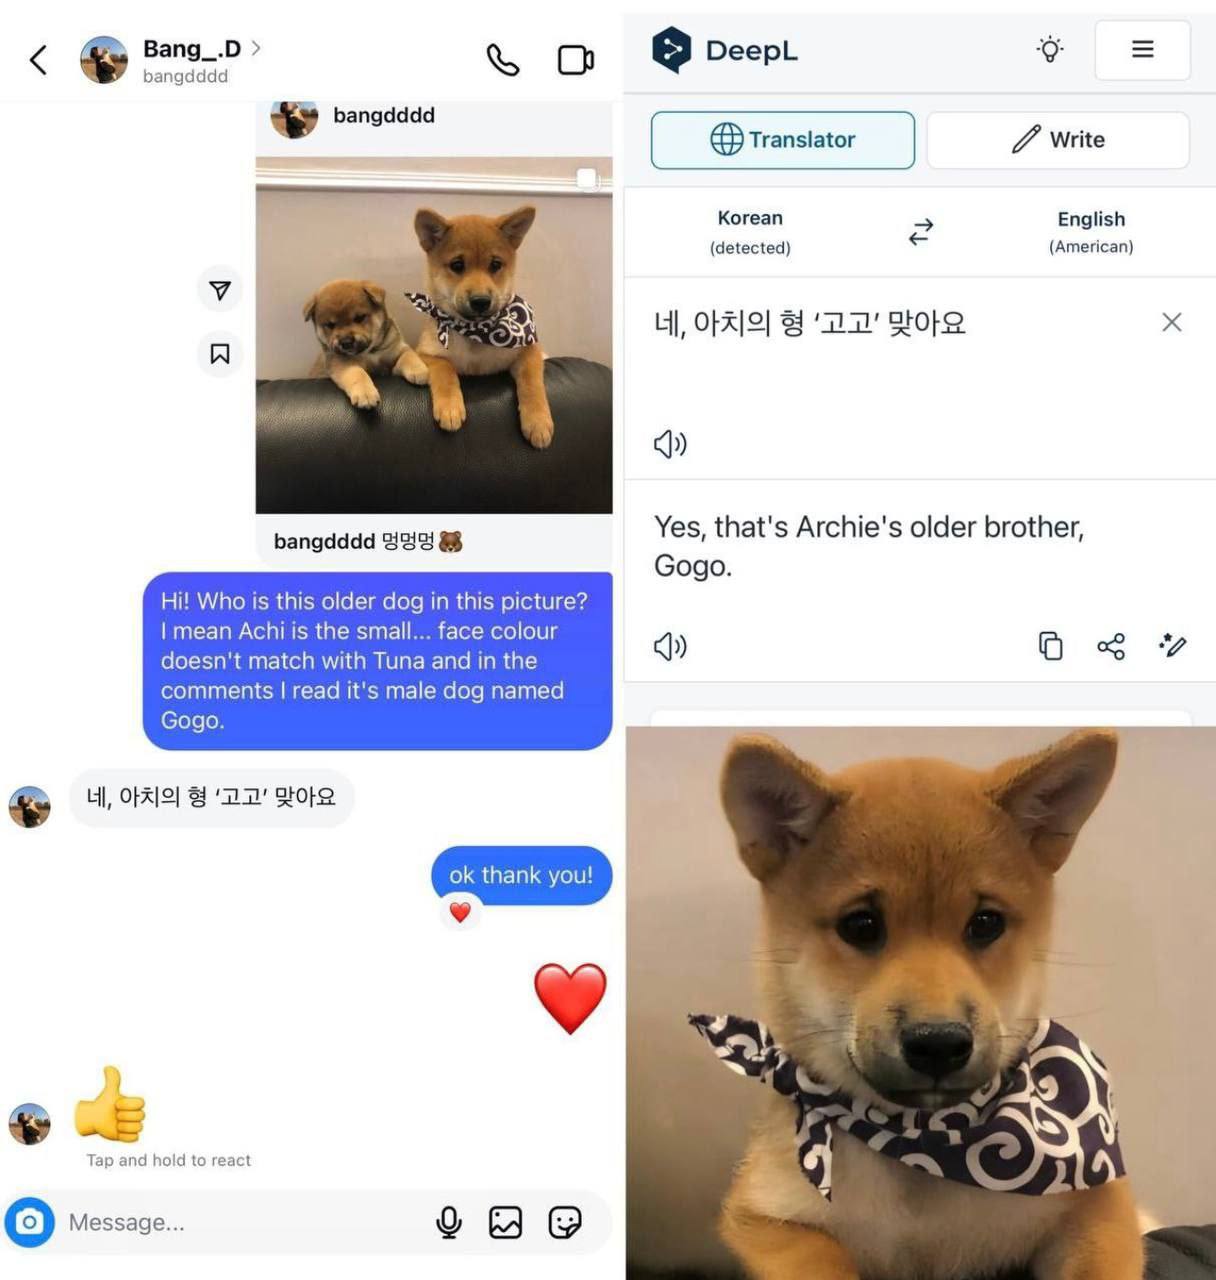 Bang_.D
bangdddd
bangdddd
bangdddd 멍멍멍🐻
Hi! Who is this older dog in this picture?
I mean Achi is the small... face colour
doesn't match with Tuna and in the
comments I read it's male dog named
Gogo.
네, 아치의 형 ‘고고’ 맞아요
ok thank you!
Tap and hold to react
Message...
DeepL
Translator
Write
Korean
(detected)
English
(American)
네, 아치의 형 ‘고고’ 맞아요
Yes, that's Archie's older brother,
Gogo.